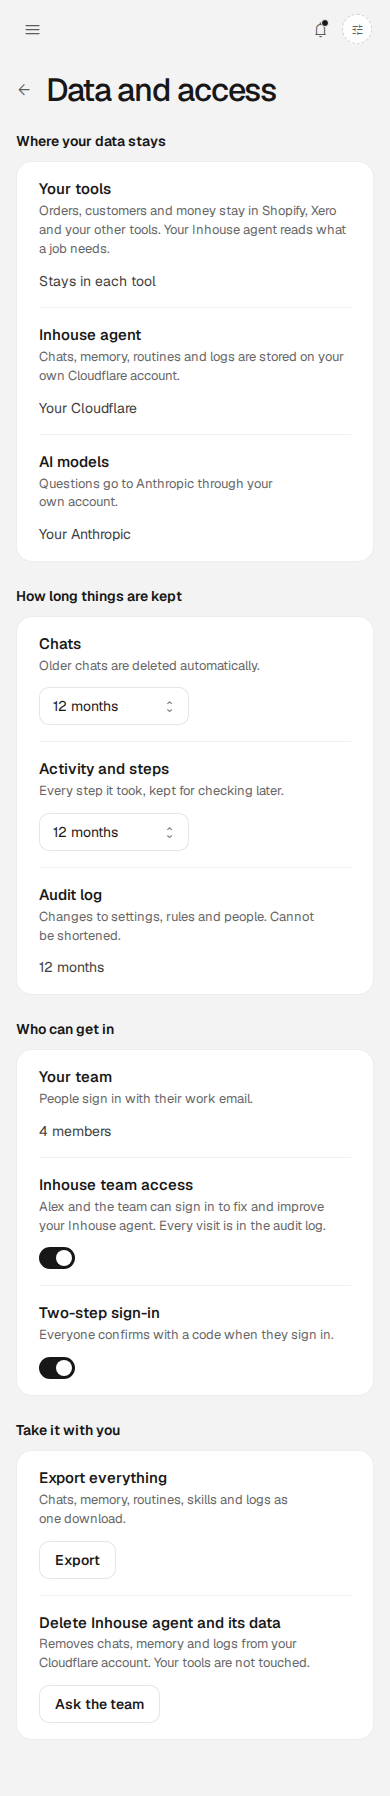 Data and access
Where your data stays
Your tools
Orders, customers and money stay in Shopify, Xero
and your other tools. Your Inhouse agent reads what
a job needs.
Stays in each tool
Inhouse agent
Chats, memory, routines and logs are stored on your
own Cloudflare account.
Your Cloudflare
AI models
Questions go to Anthropic through your
own account.
Your Anthropic
How long things are kept
Chats
Older chats are deleted automatically.
12 months
Activity and steps
Every step it took, kept for checking later.
12 months
Audit log
Changes to settings, rules and people. Cannot
be shortened.
12 months
Who can get in
Your team
People sign in with their work email.
4 members
Inhouse team access
Alex and the team can sign in to fix and improve
your Inhouse agent. Every visit is in the audit log.
Two-step sign-in
Everyone confirms with a code when they sign in.
Take it with you
Export everything
Chats, memory, routines, skills and logs as
one download.
Export
Delete Inhouse agent and its data
Removes chats, memory and logs from your
Cloudflare account. Your tools are not touched.
Ask the team